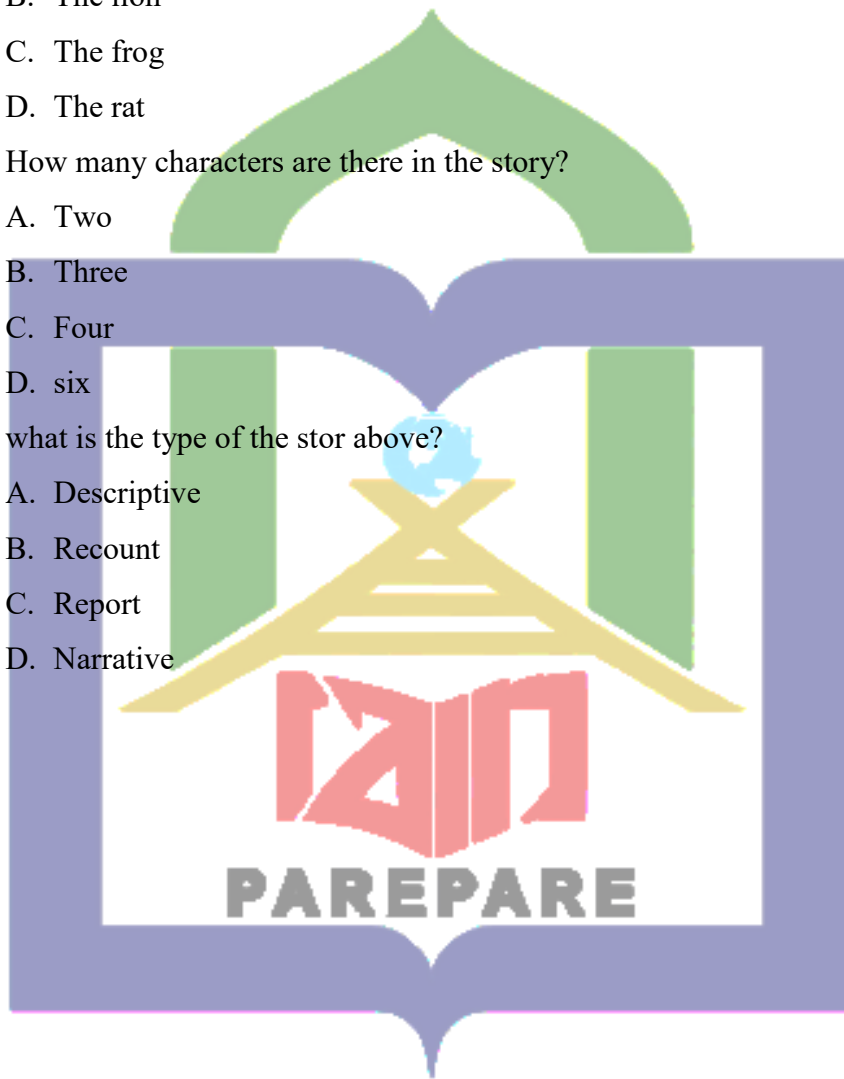 C. The frog
D. The rat
How many characters are there in the story?
A. Two
B. Three
C. Four
D. six
what is the type of the stor above?
A. Descriptive
B. Recount
C. Report
D. Narrative
iain
PAREPARE